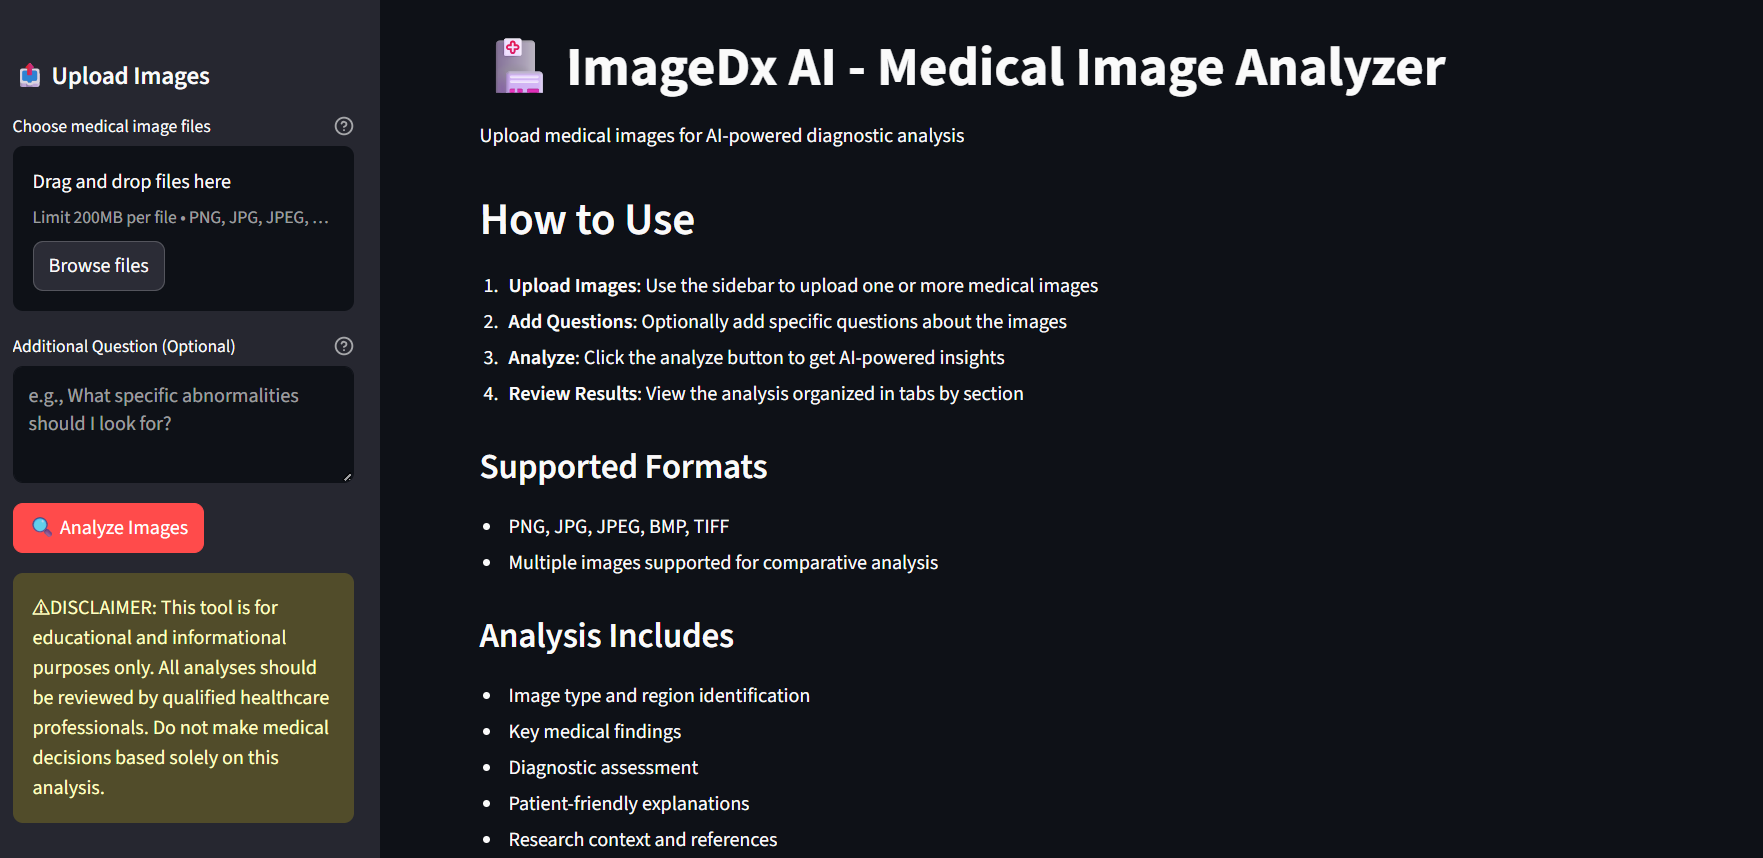 Upload Images
Choose medical image files
Drag and drop files here
Limit 200MB per file • PNG, JPG, JPEG, …
Browse files
Additional Question (Optional)
e.g., What specific abnormalities
should I look for?
Analyze Images
⚠DISCLAIMER: This tool is for
educational and informational
purposes only. All analyses should
be reviewed by qualified healthcare
professionals. Do not make medical
decisions based solely on this
analysis.
ImageDx AI - Medical Image Analyzer
Upload medical images for AI-powered diagnostic analysis
How to Use
1. Upload Images: Use the sidebar to upload one or more medical images
2. Add Questions: Optionally add specific questions about the images
3. Analyze: Click the analyze button to get AI-powered insights
4. Review Results: View the analysis organized in tabs by section
Supported Formats
• PNG, JPG, JPEG, BMP, TIFF
• Multiple images supported for comparative analysis
Analysis Includes
• Image type and region identification
• Key medical findings
• Diagnostic assessment
• Patient-friendly explanations
• Research context and references